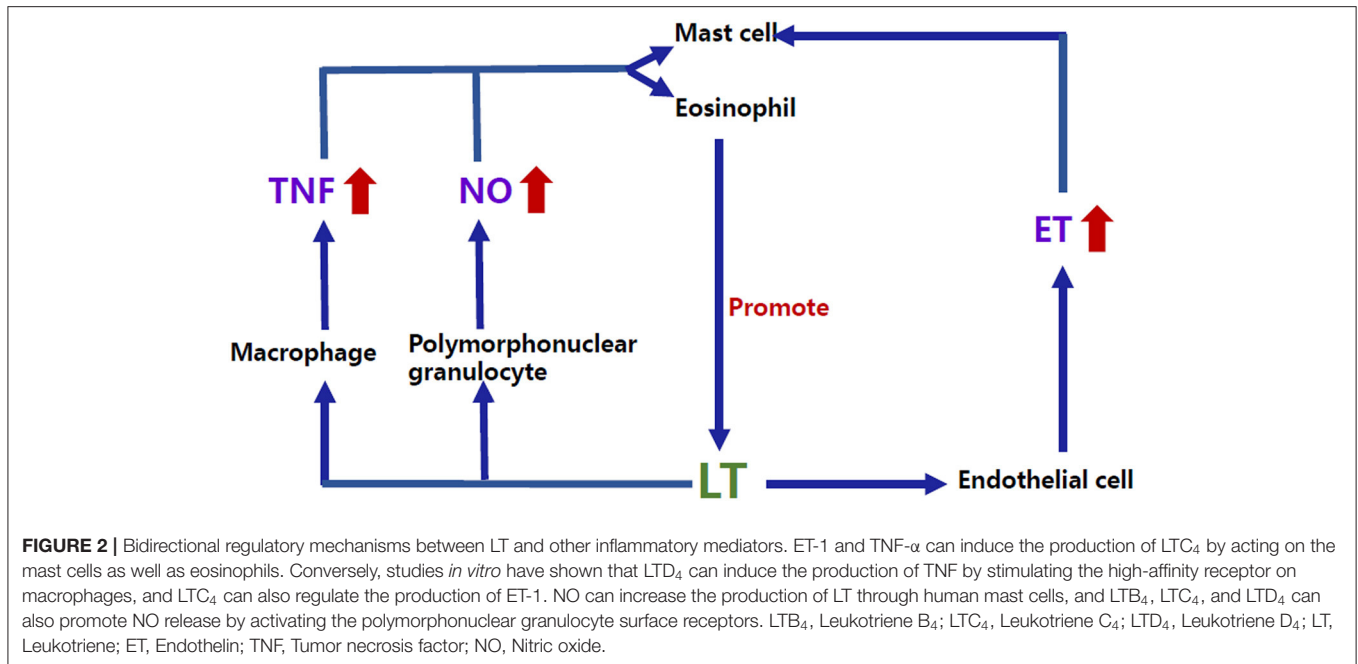 Mast cell
Eosinophil
TNF
NO
ET
Promote
Macrophage
Polymorphonuclear
granulocyte
LT
Endothelial cell
FIGURE 2 | Bidirectional regulatory mechanisms between LT and other inflammatory mediators. ET-1 and TNF-α can induce the production of LTC₄ by acting on the
mast cells as well as eosinophils. Conversely, studies in vitro have shown that LTD₄ can induce the production of TNF by stimulating the high-affinity receptor on
macrophages, and LTC₄ can also regulate the production of ET-1. NO can increase the production of LT through human mast cells, and LTB₄, LTC₄, and LTD₄ can
also promote NO release by activating the polymorphonuclear granulocyte surface receptors. LTB₄, Leukotriene B₄; LTC₄, Leukotriene C₄; LTD₄, Leukotriene D₄; LT,
Leukotriene; ET, Endothelin; TNF, Tumor necrosis factor; NO, Nitric oxide.